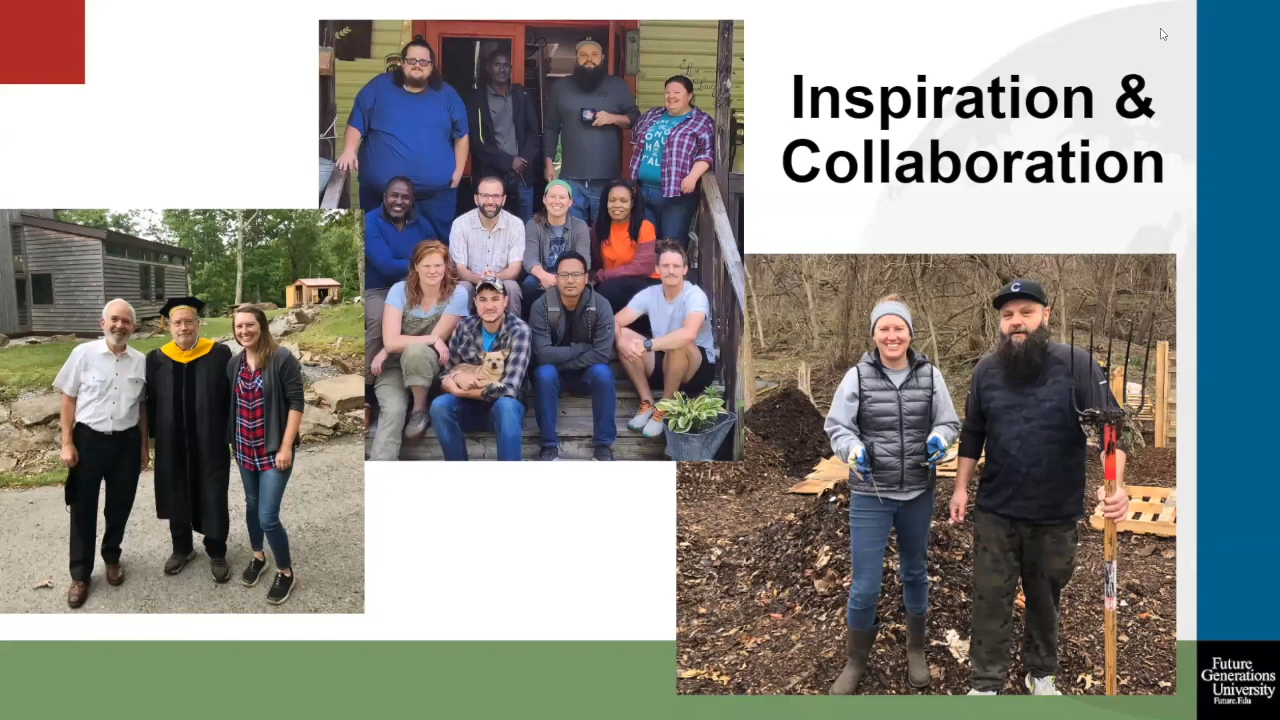 Inspiration &
Collaboration
C
Future
Generations
University
Future.Edu